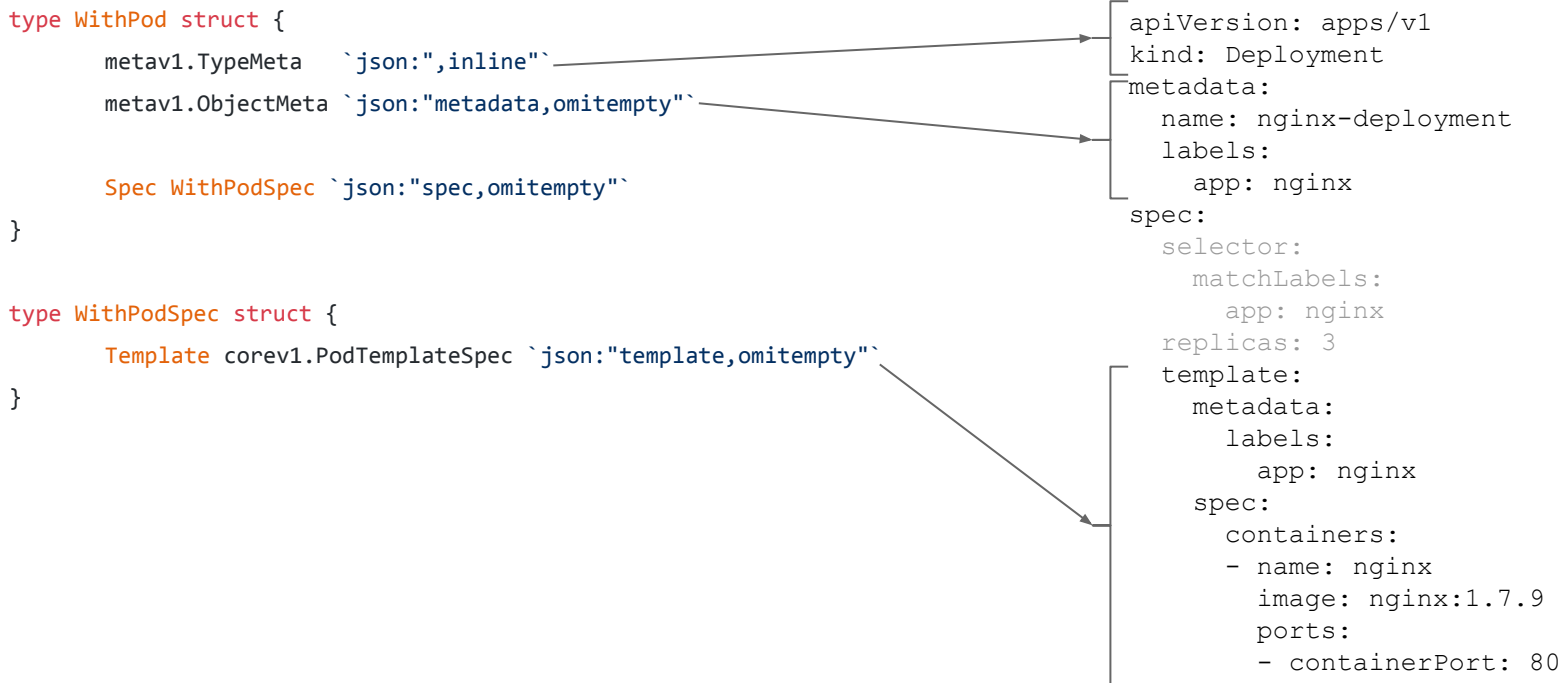 type WithPod struct {
metav1.TypeMeta `json:",inline"`
metav1.ObjectMeta `json:"metadata,omitempty"`
Spec WithPodSpec `json:"spec,omitempty"`
}
type WithPodSpec struct {
Template corev1.PodTemplateSpec `json:"template,omitempty"`
}
apiVersion: apps/v1
kind: Deployment
metadata:
  name: nginx-deployment
  labels:
    app: nginx
spec:
  selector:
    matchLabels:
      app: nginx
  replicas: 3
  template:
    metadata:
      labels:
        app: nginx
    spec:
      containers:
      - name: nginx
        image: nginx:1.7.9
        ports:
        - containerPort: 80